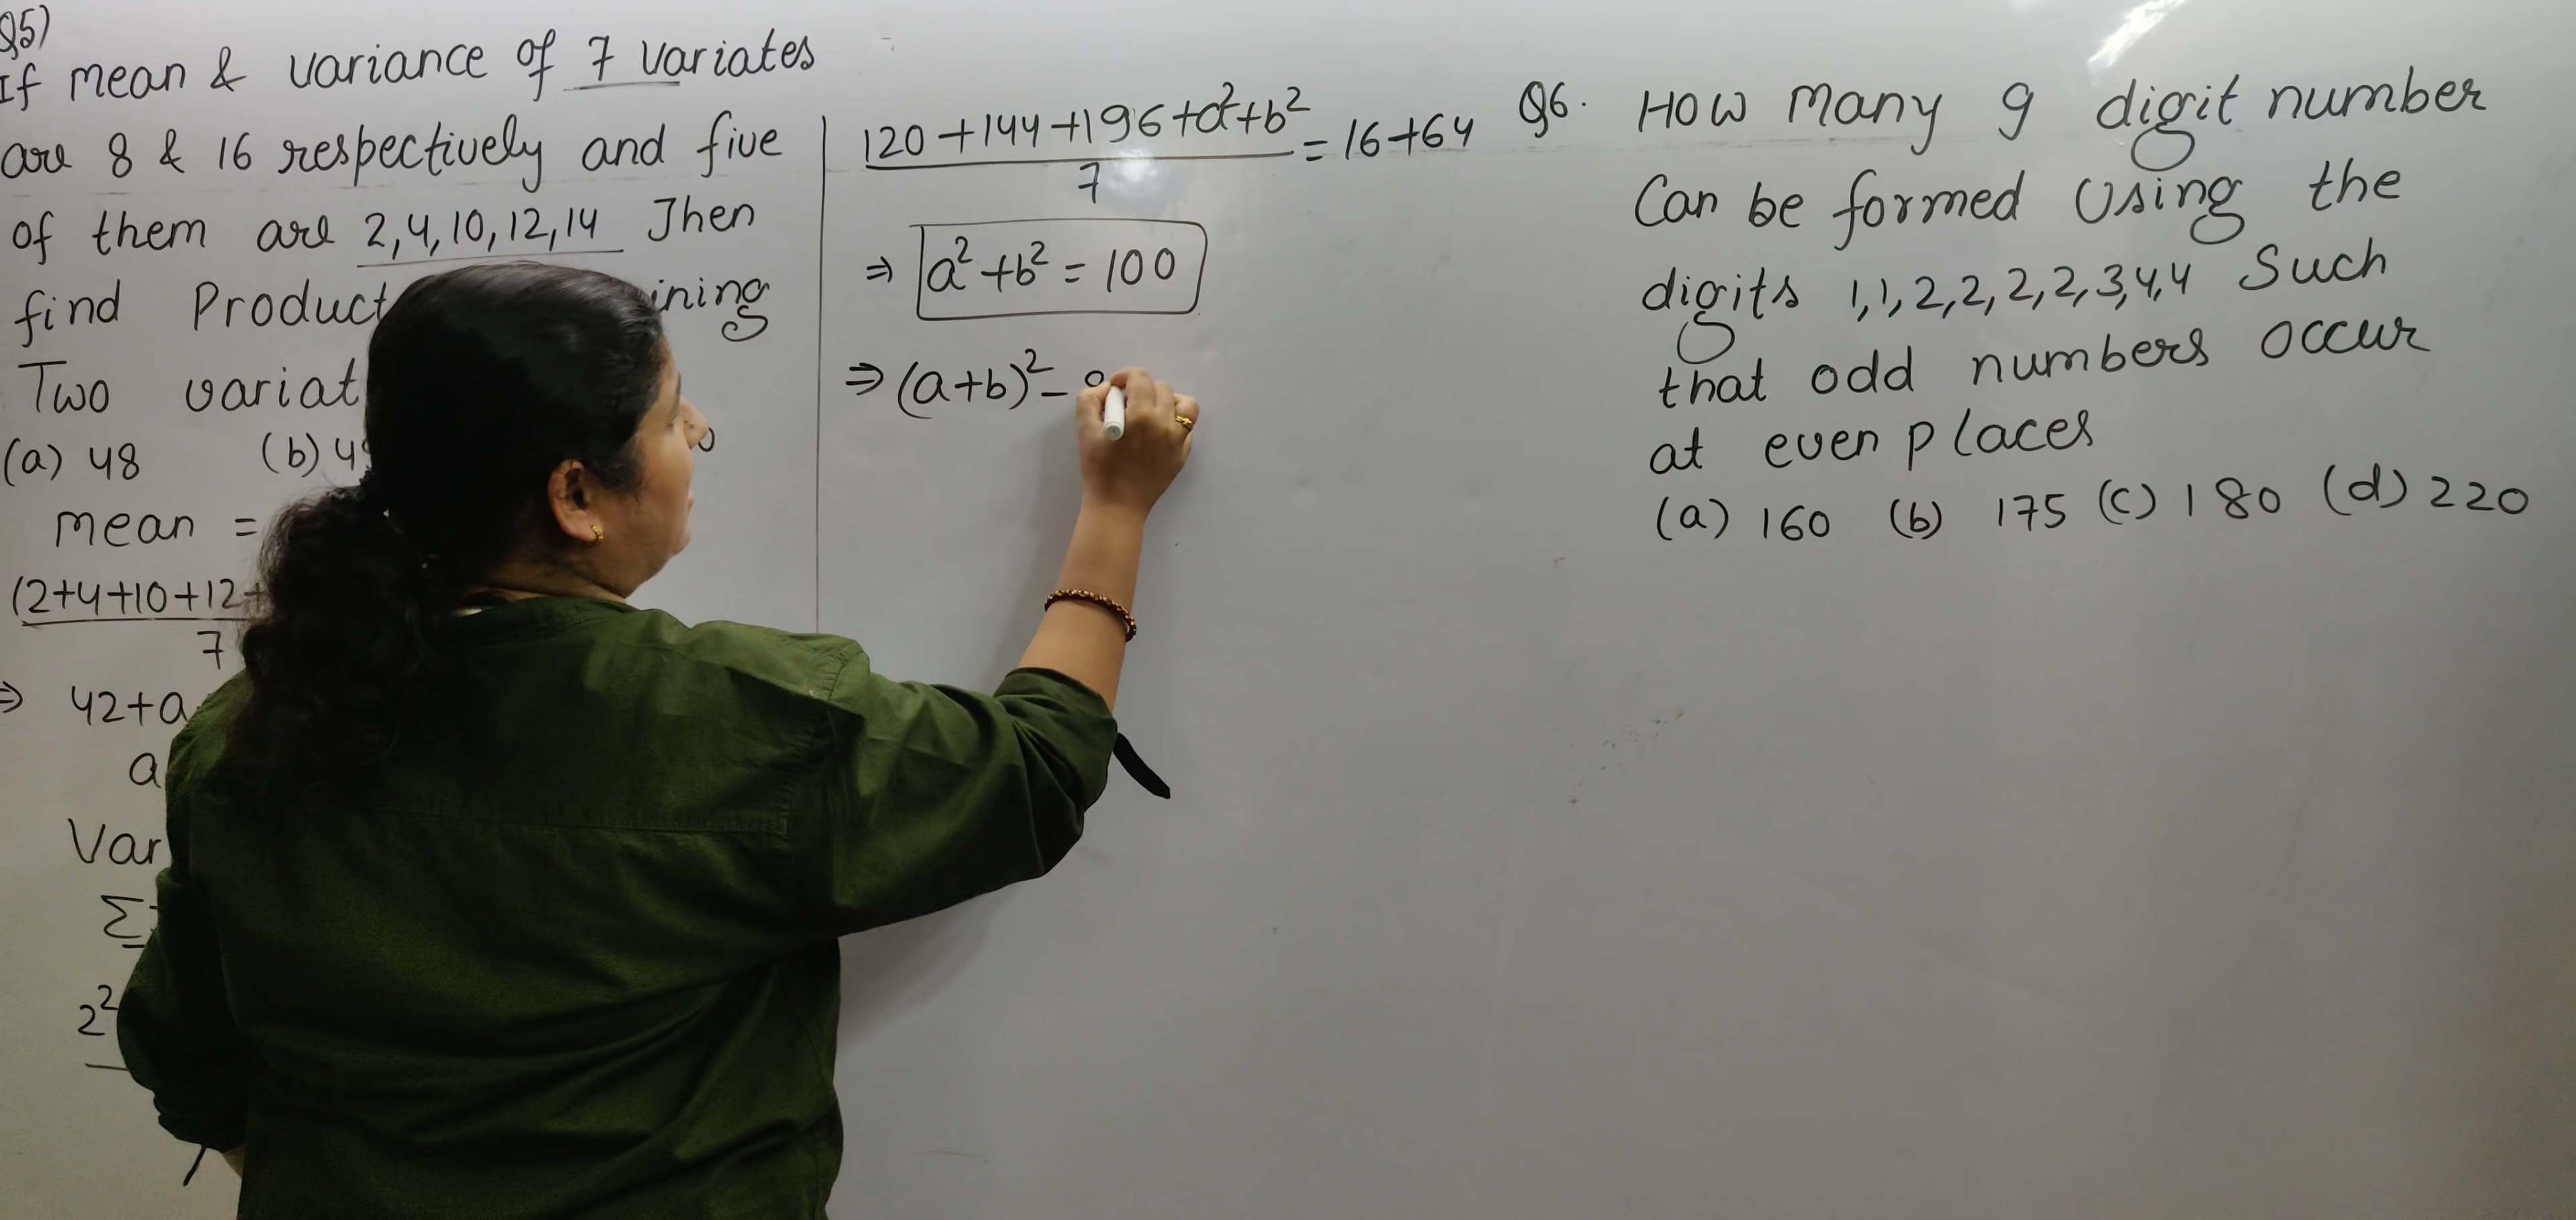 Q5)
If mean & variance of 7 variates
are 8 & 16 respectively and five
of them are 2,4,10,12,14 Then
find Product ining
Two variat
(a) 48 (b) 4
mean =
(2+4+10+12+
7
⇒ 42+a
a
Var
Σ
2²
120+144+196+a²+b² = 16+64
7
⇒ a²+b² = 100
⇒ (a+b)² -
Q6. How many 9 digit number
Can be formed Using the
digits 1,1,2,2,2,2,3,4,4 Such
that odd numbers occur
at even places
(a) 160 (b) 175 (c) 180 (d) 220